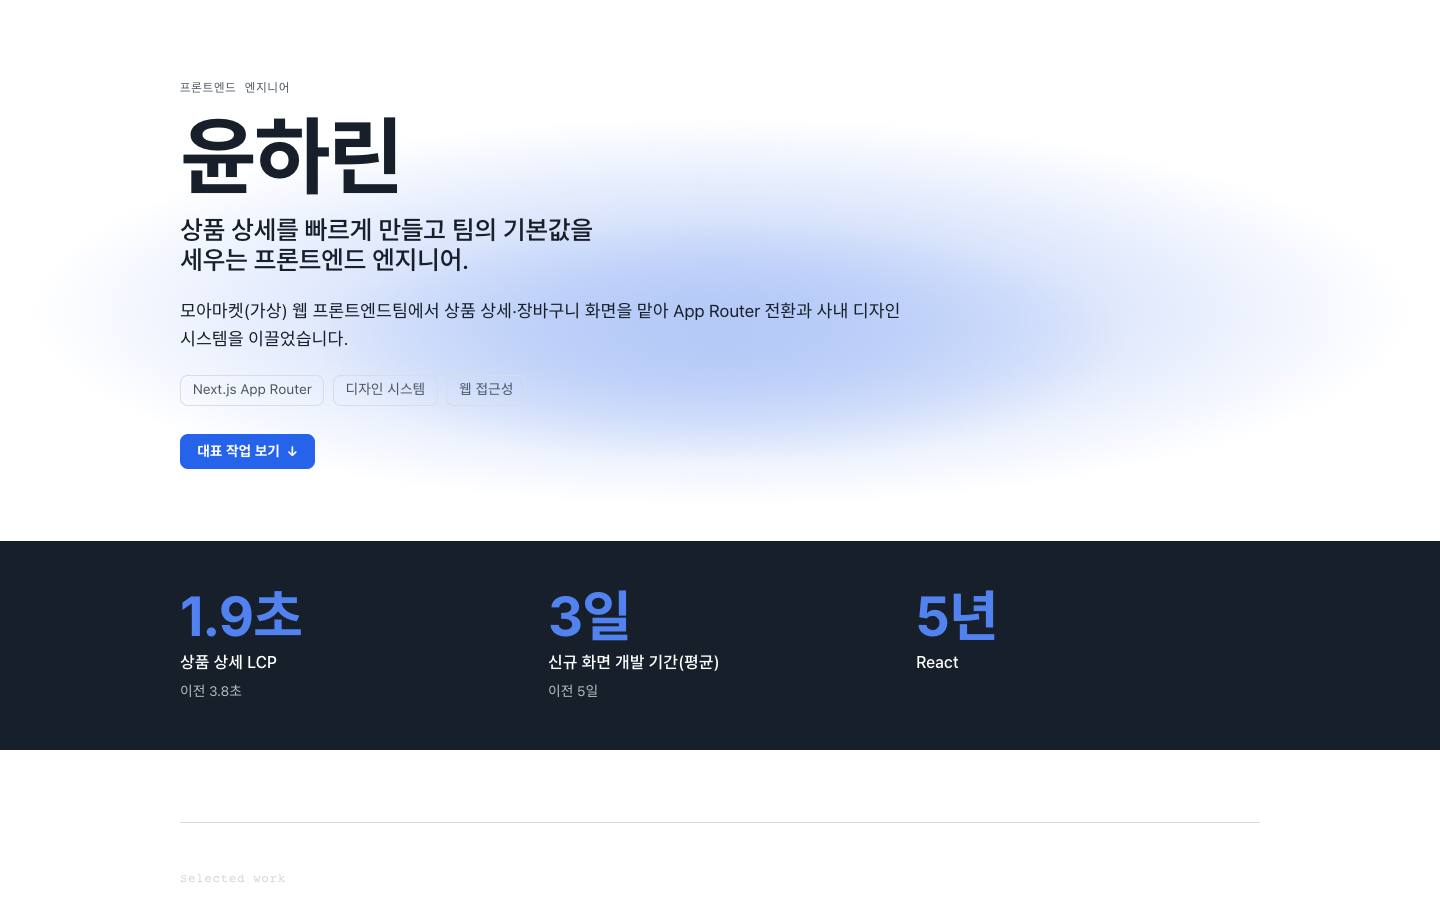 프론트엔드 엔지니어
윤하린
상품 상세를 빠르게 만들고 팀의 기본값을
세우는 프론트엔드 엔지니어.
모아마켓(가상) 웹 프론트엔드팀에서 상품 상세·장바구니 화면을 맡아 App Router 전환과 사내 디자인
시스템을 이끌었습니다.
Next.js App Router
디자인 시스템
웹 접근성
대표 작업 보기 ↓
1.9초
상품 상세 LCP
이전 3.8초
3일
신규 화면 개발 기간(평균)
이전 5일
5년
React
Selected work